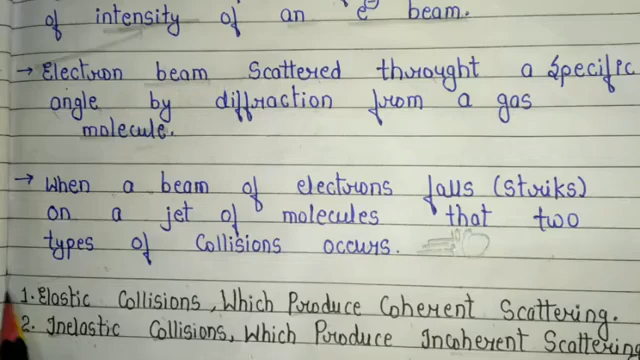 of intensity of an e⊖ beam.
→ Electron beam Scattered throught a Specific
angle by diffraction from a gas
molecule.
→ When a beam of electrons falls (striks)
on a jet of molecules that two
types of Collisions occurs.
1. Elastic Collisions, Which Produce Coherent Scattering.
2. Inelastic Collisions, Which Produce Incoherent Scattering